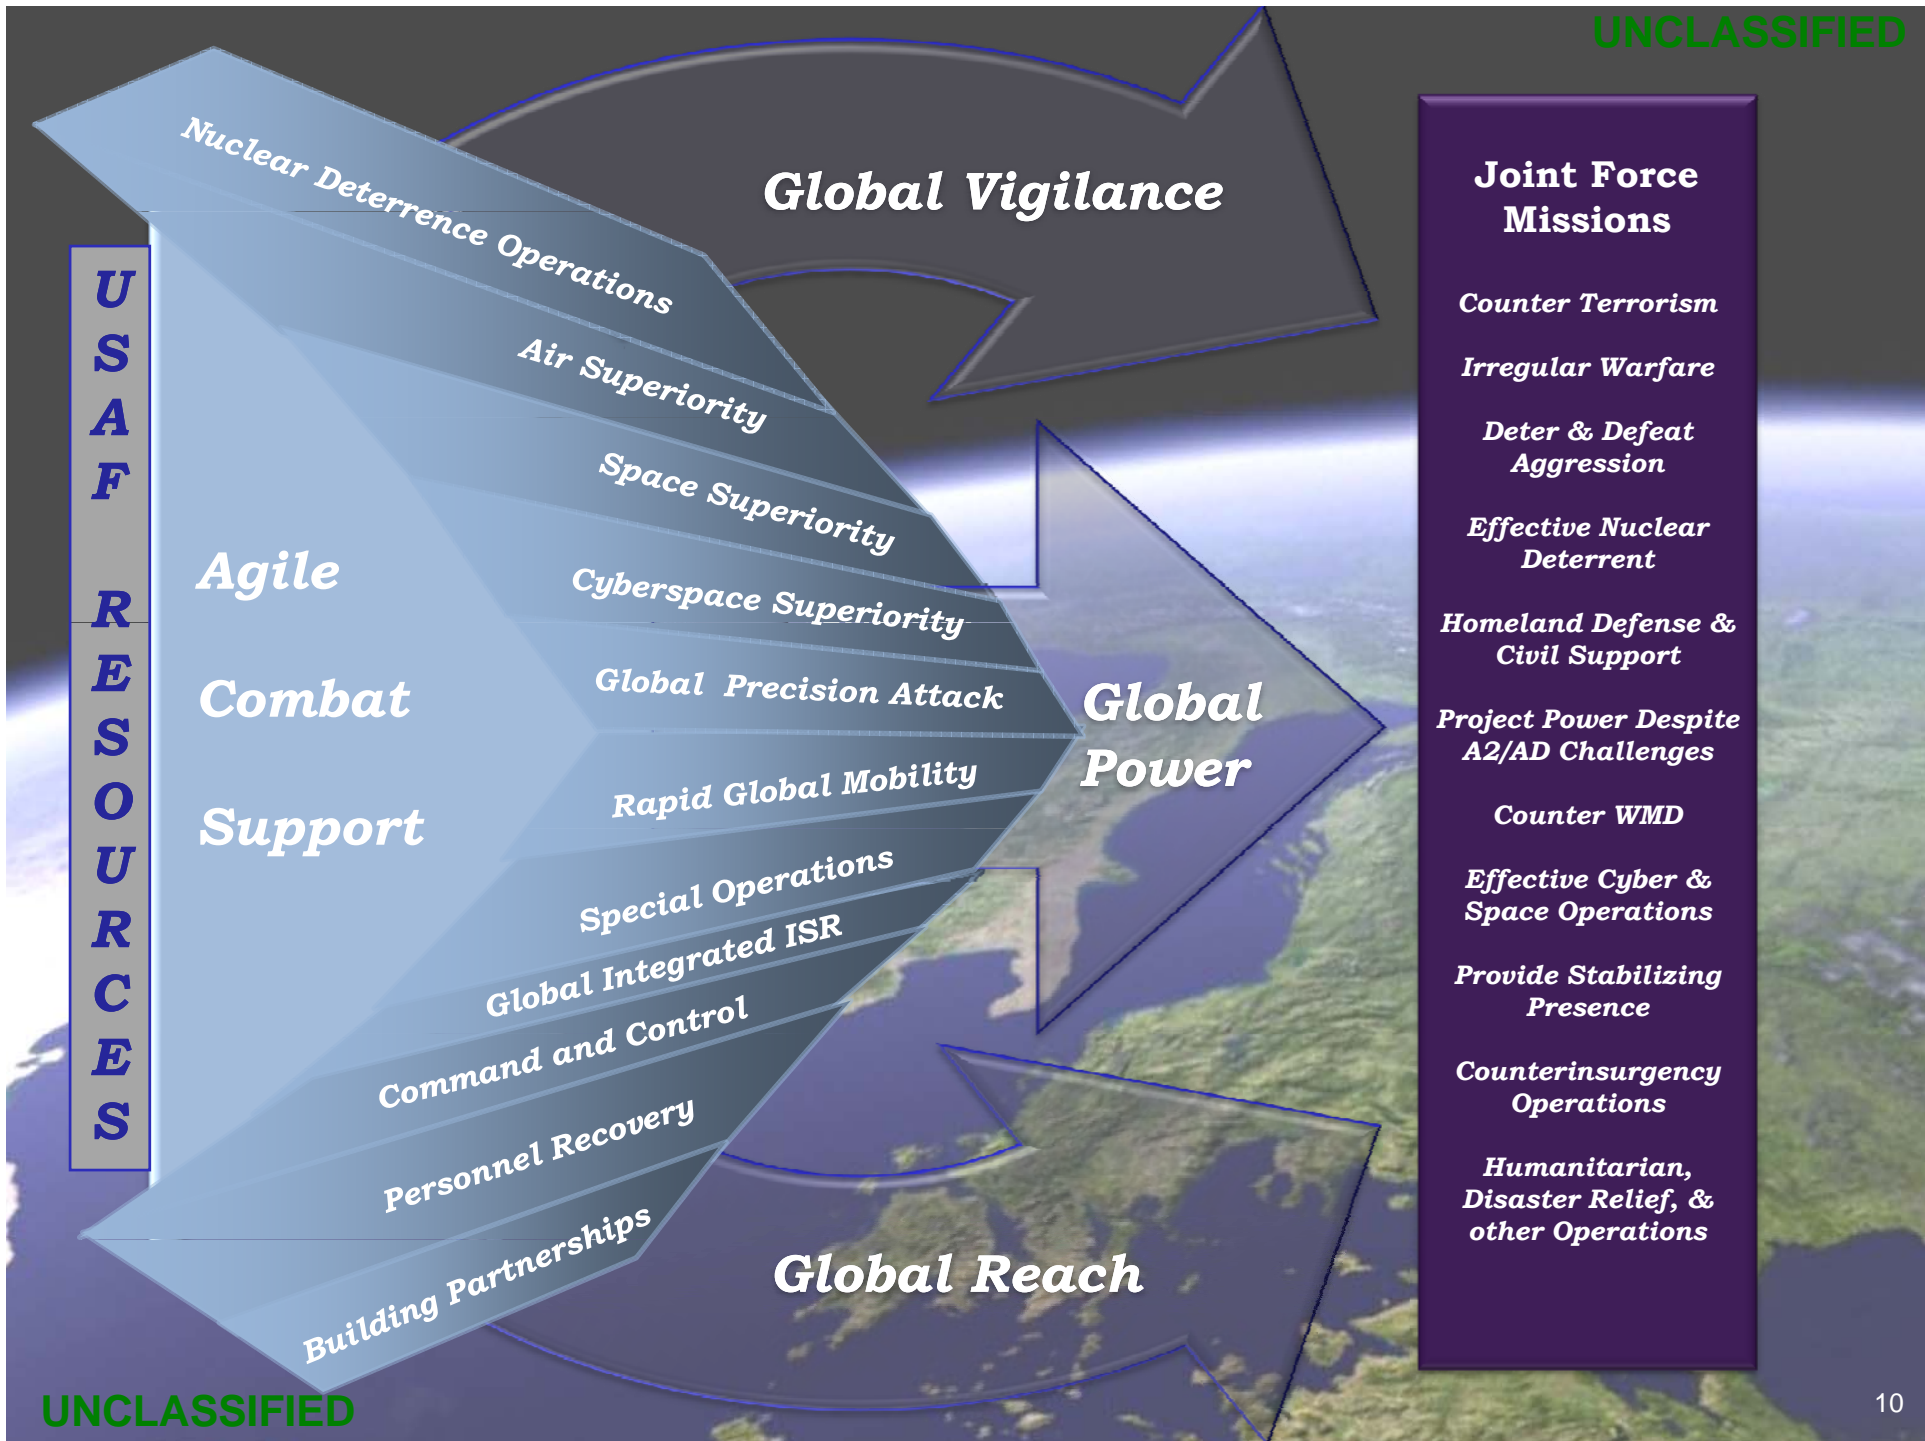 UNCLASSIFIED
USAF RESOURCES
Agile
Combat
Support
Nuclear Deterrence Operations
Air Superiority
Space Superiority
Cyberspace Superiority
Global Precision Attack
Rapid Global Mobility
Special Operations
Global Integrated ISR
Command and Control
Personnel Recovery
Building Partnerships
Global Vigilance
Global
Power
Global Reach
Joint Force
Missions
Counter Terrorism
Irregular Warfare
Deter & Defeat
Aggression
Effective Nuclear
Deterrent
Homeland Defense &
Civil Support
Project Power Despite
A2/AD Challenges
Counter WMD
Effective Cyber &
Space Operations
Provide Stabilizing
Presence
Counterinsurgency
Operations
Humanitarian,
Disaster Relief, &
other Operations
UNCLASSIFIED
10